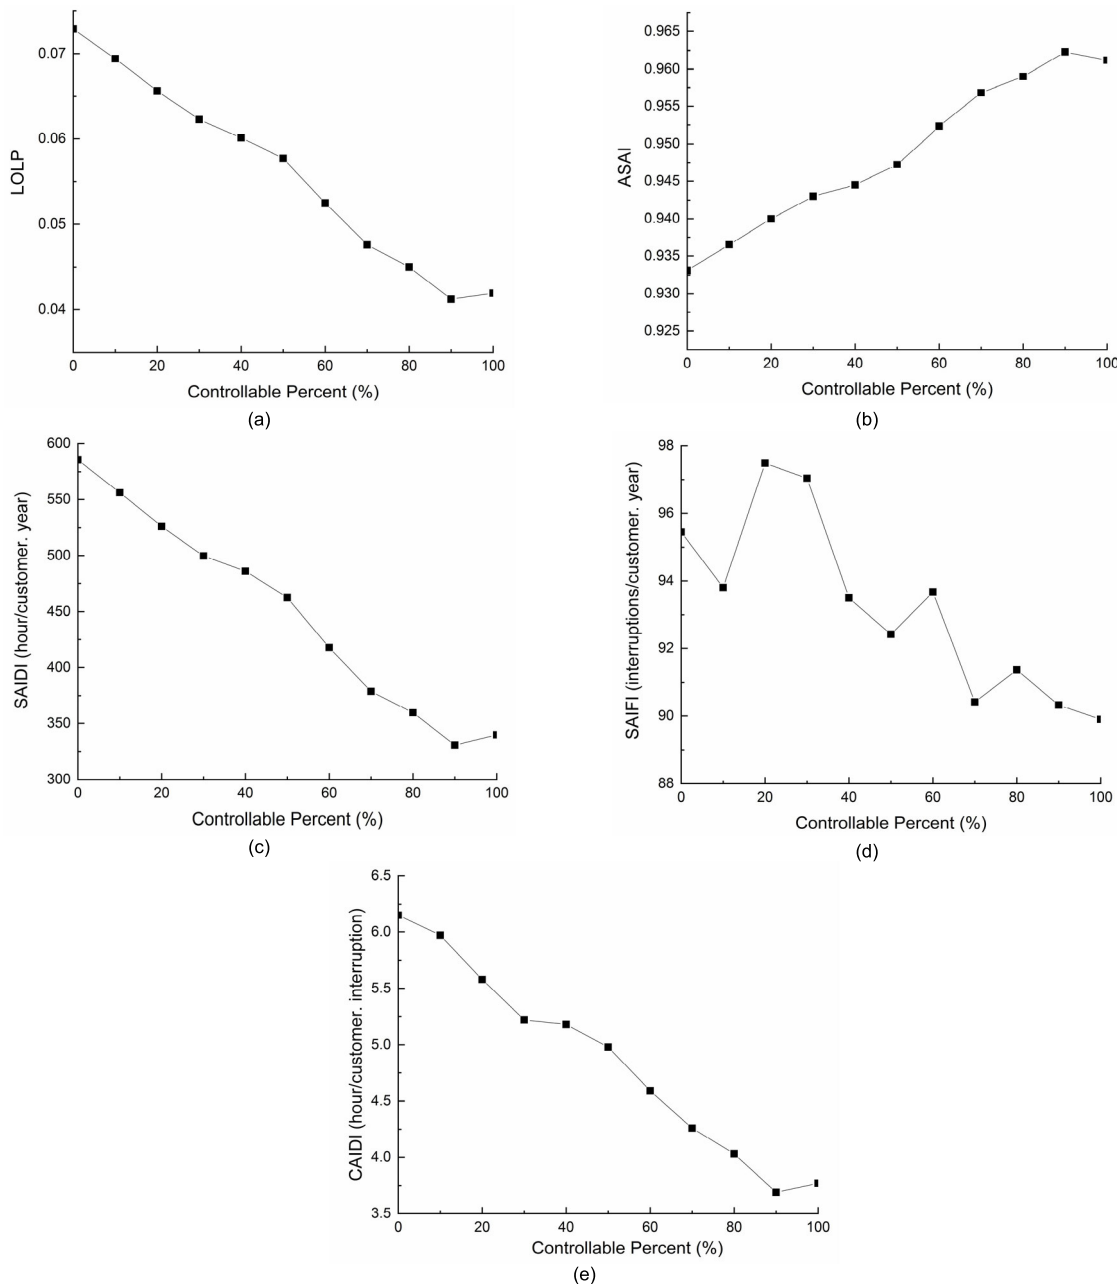 0.07
0.06
0.05
0.04
LOLP
0 20 40 60 80 100
Controllable Percent (%)
(a)
0.965
0.960
0.955
0.950
0.945
0.940
0.935
0.930
0.925
ASAI
0 20 40 60 80 100
Controllable Percent (%)
(b)
600
550
500
450
400
350
300
SAIDI (hour/customer. year)
0 20 40 60 80 100
Controllable Percent (%)
(c)
98
96
94
92
90
88
SAIFI (interruptions/customer. year)
0 20 40 60 80 100
Controllable Percent (%)
(d)
6.5
6.0
5.5
5.0
4.5
4.0
3.5
CAIDI (hour/customer. interruption)
0 20 40 60 80 100
Controllable Percent (%)
(e)